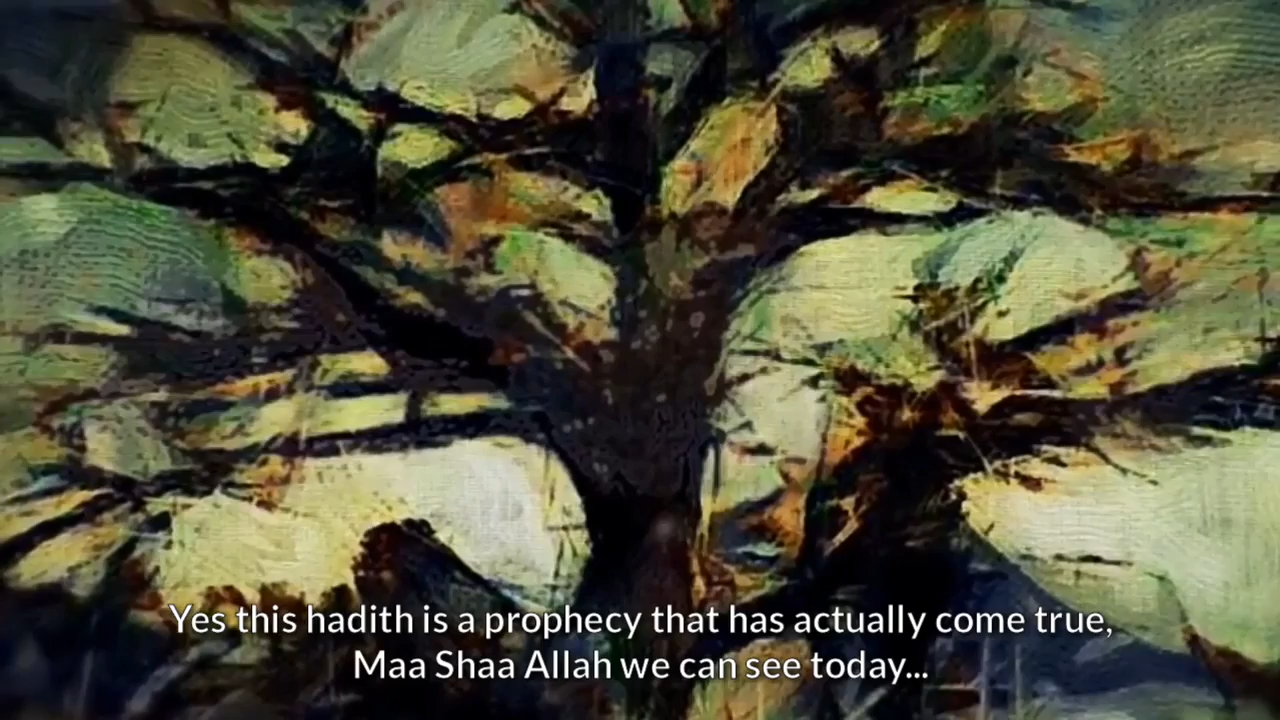 Yes this hadith is a prophecy that has actually come true,
Maa Shaa Allah we can see today...